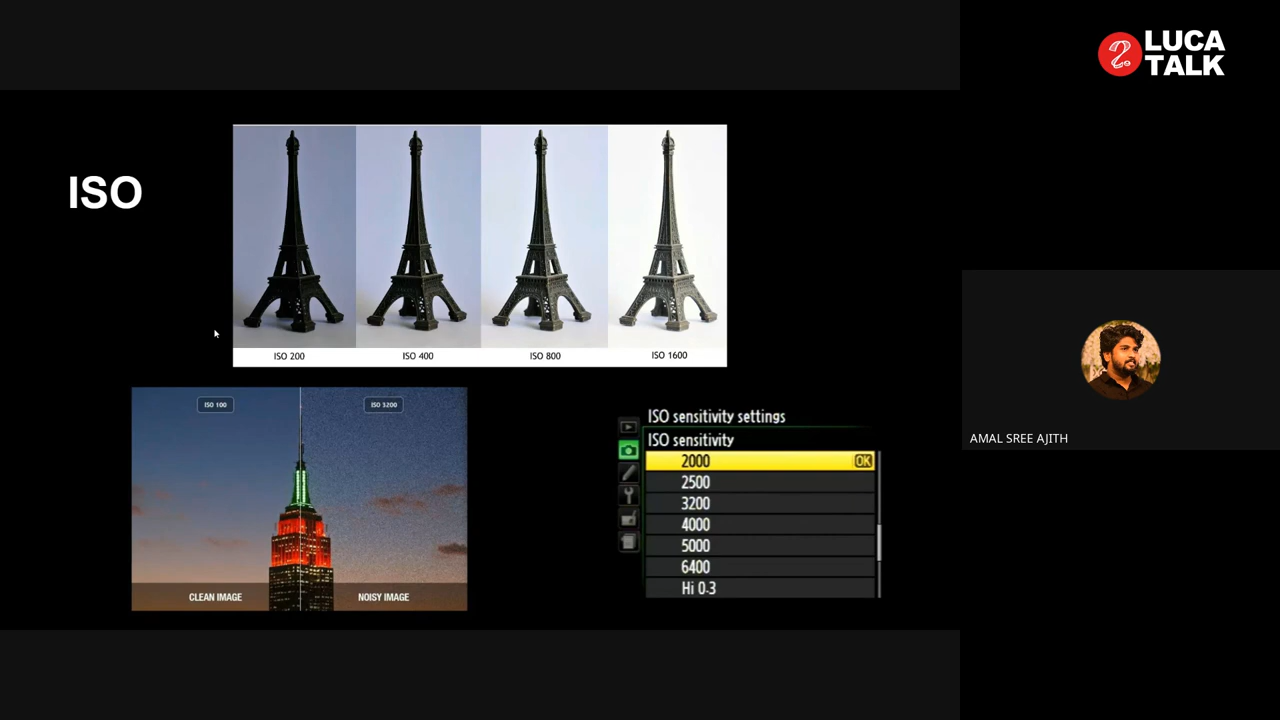 LUCA
TALK
ISO
ISO 200
ISO 400
ISO 800
ISO 1600
ISO 100
ISO 3200
CLEAN IMAGE
NOISY IMAGE
ISO sensitivity settings
ISO sensitivity
2000 OK
2500
3200
4000
5000
6400
Hi 0.3
AMAL SREE AJITH